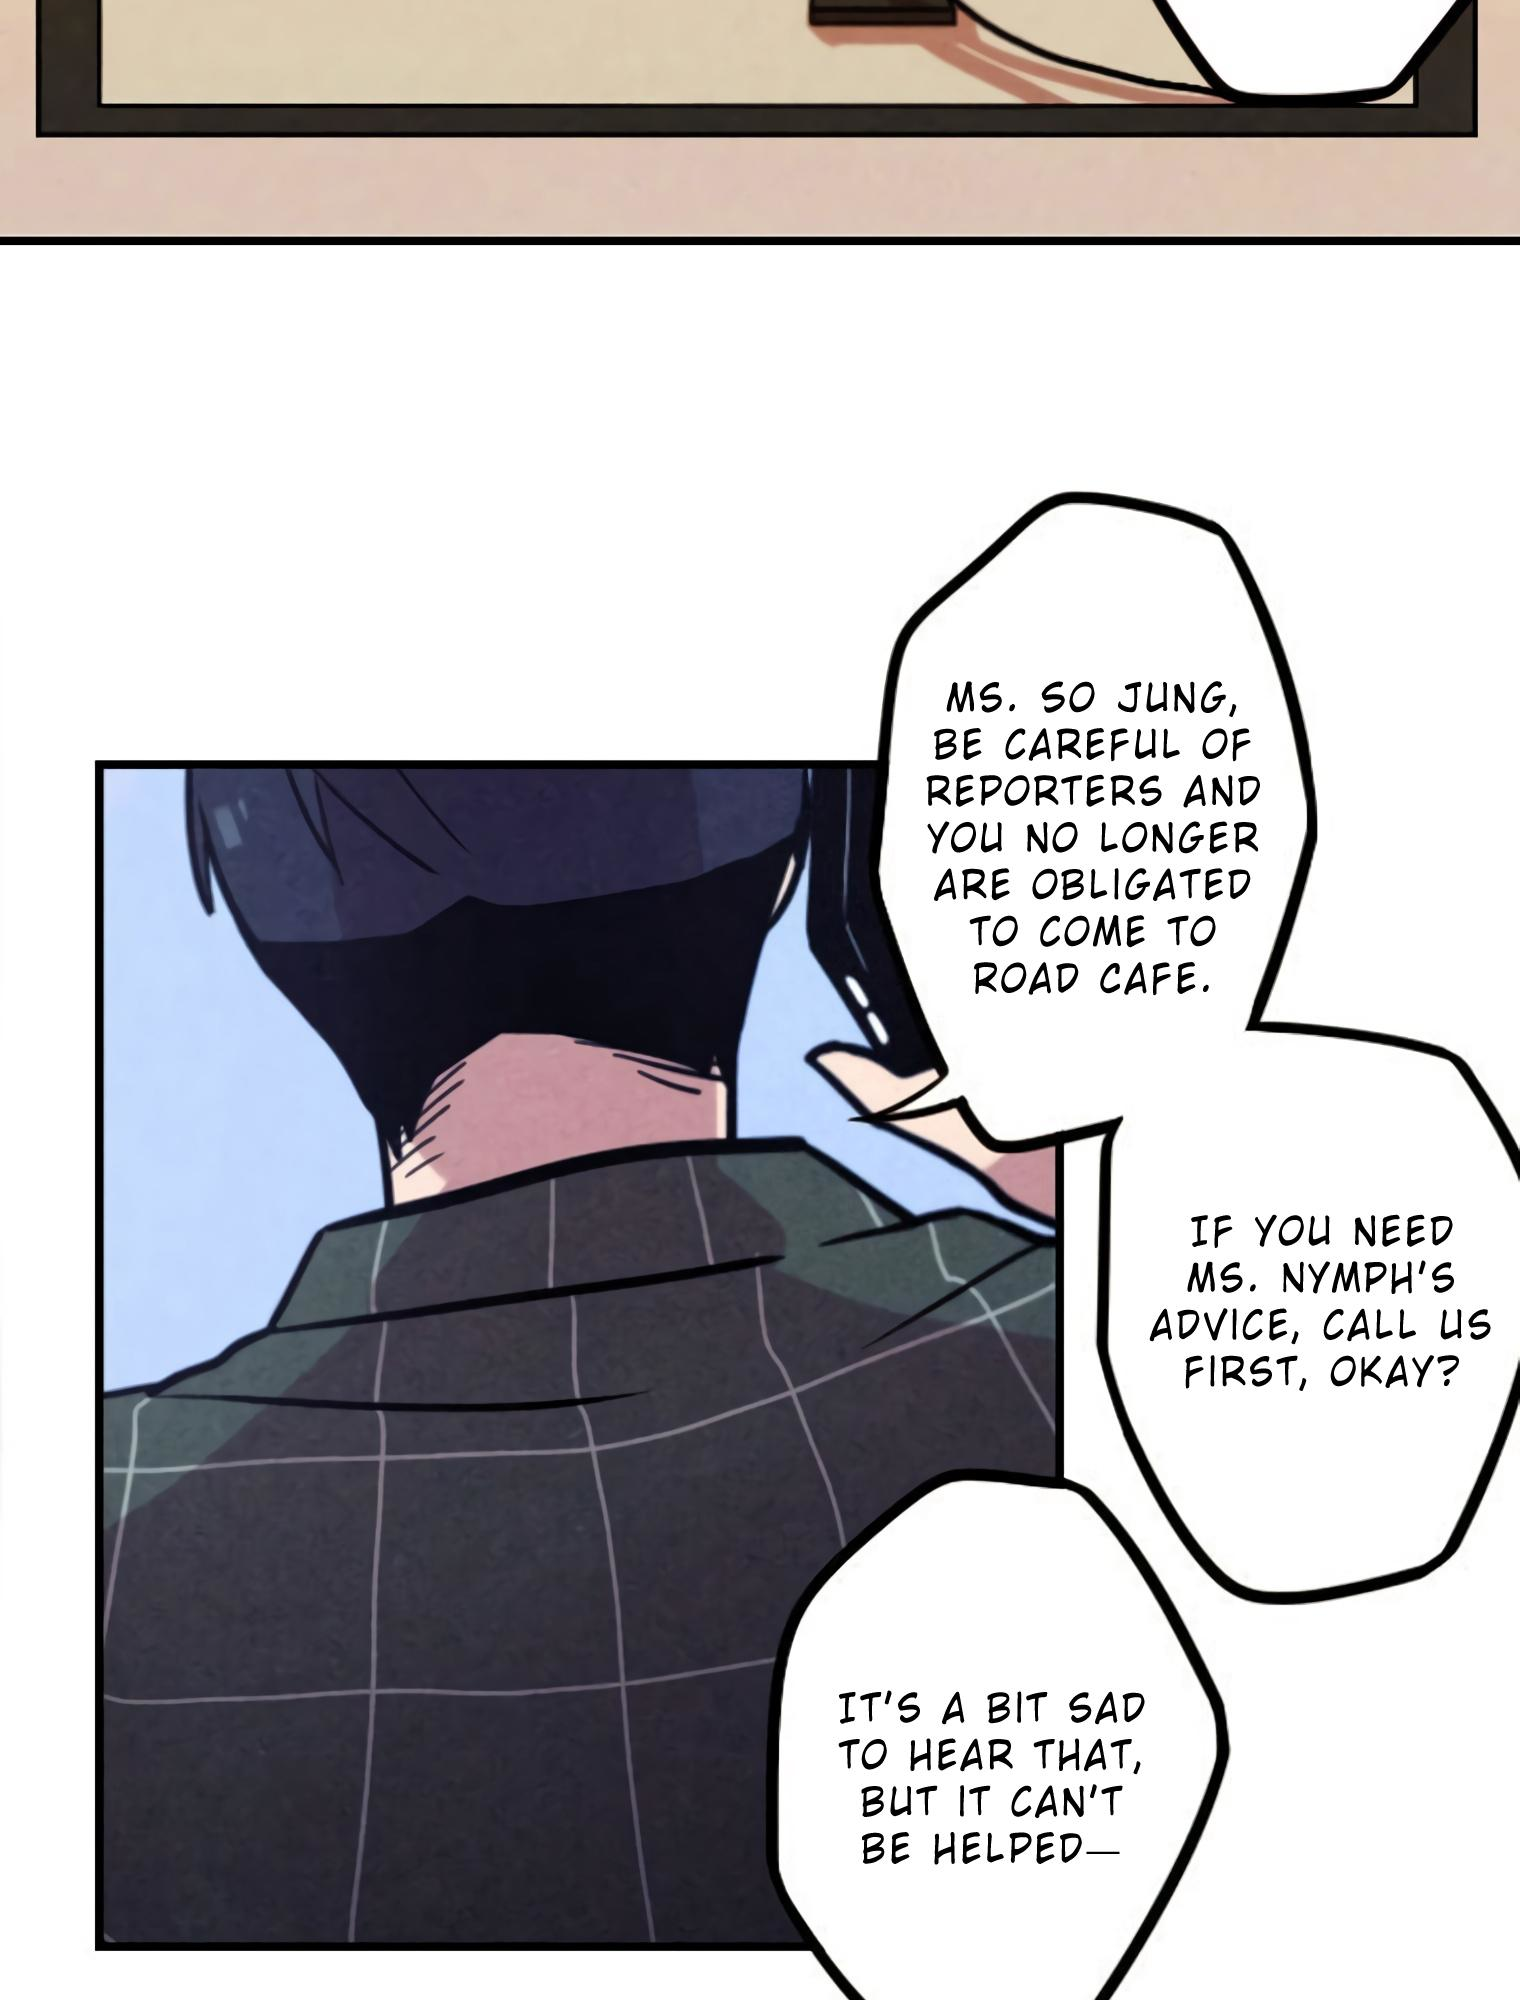 MS. SO JUNG,
BE CAREFUL OF
REPORTERS AND
YOU NO LONGER
ARE OBLIGATED
TO COME TO
ROAD CAFE.
IF YOU NEED
MS. NYMPH'S
ADVICE, CALL US
FIRST, OKAY?
IT'S A BIT SAD
TO HEAR THAT,
BUT IT CAN'T
BE HELPED—